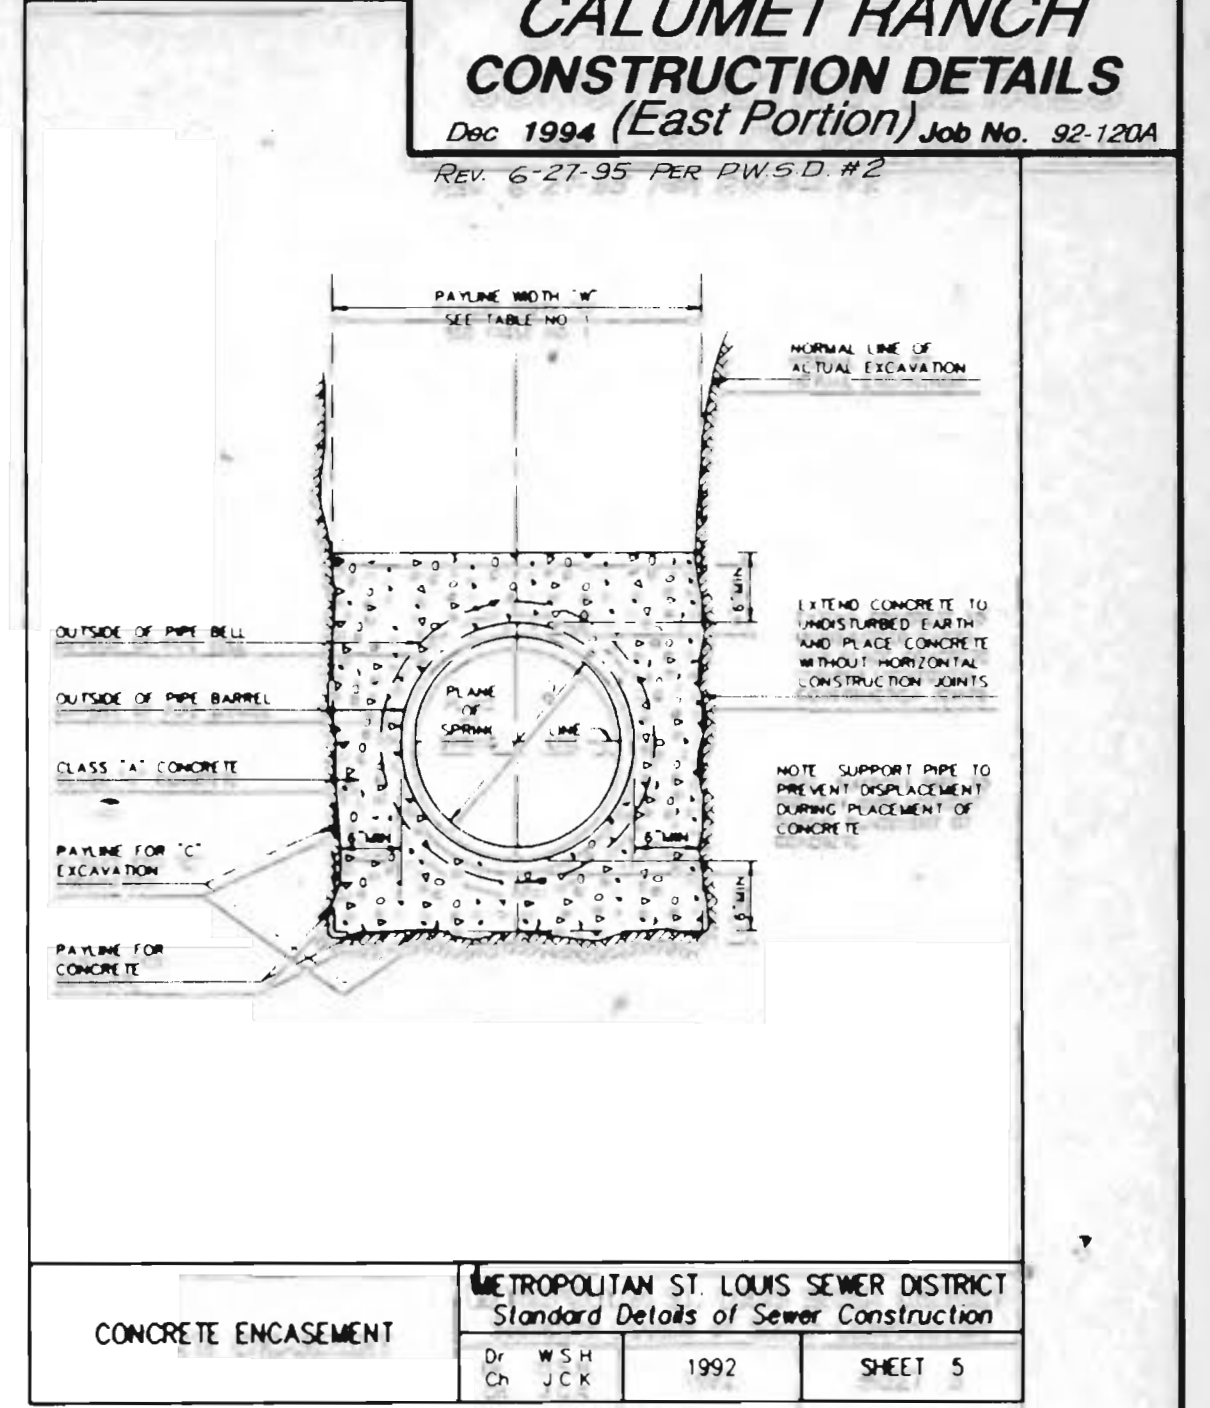 CALUMET RANCH
CONSTRUCTION DETAILS
(East Portion)
Dec 1994
Job No. 92-120A
REV. 6-27-95 PER P.W.S.D. #2
PAYLINE WIDTH "W"
SEE TABLE NO 1
NORMAL LINE OF
ACTUAL EXCAVATION
6" MIN
OUTSIDE OF PIPE BELL
OUTSIDE OF PIPE BARREL
CLASS "A" CONCRETE
PAYLINE FOR "C"
EXCAVATION
PAYLINE FOR
CONCRETE
PLANE
OF
LINE
6" MIN
6" MIN
6" MIN
EXTEND CONCRETE TO
UNDISTURBED EARTH
AND PLACE CONCRETE
WITHOUT HORIZONTAL
CONSTRUCTION JOINTS
NOTE SUPPORT PIPE TO
PREVENT DISPLACEMENT
DURING PLACEMENT OF
CONCRETE
CONCRETE ENCASEMENT
METROPOLITAN ST. LOUIS SEWER DISTRICT
Standard Details of Sewer Construction
Dr W S H
Ch J C K
1992
SHEET 5